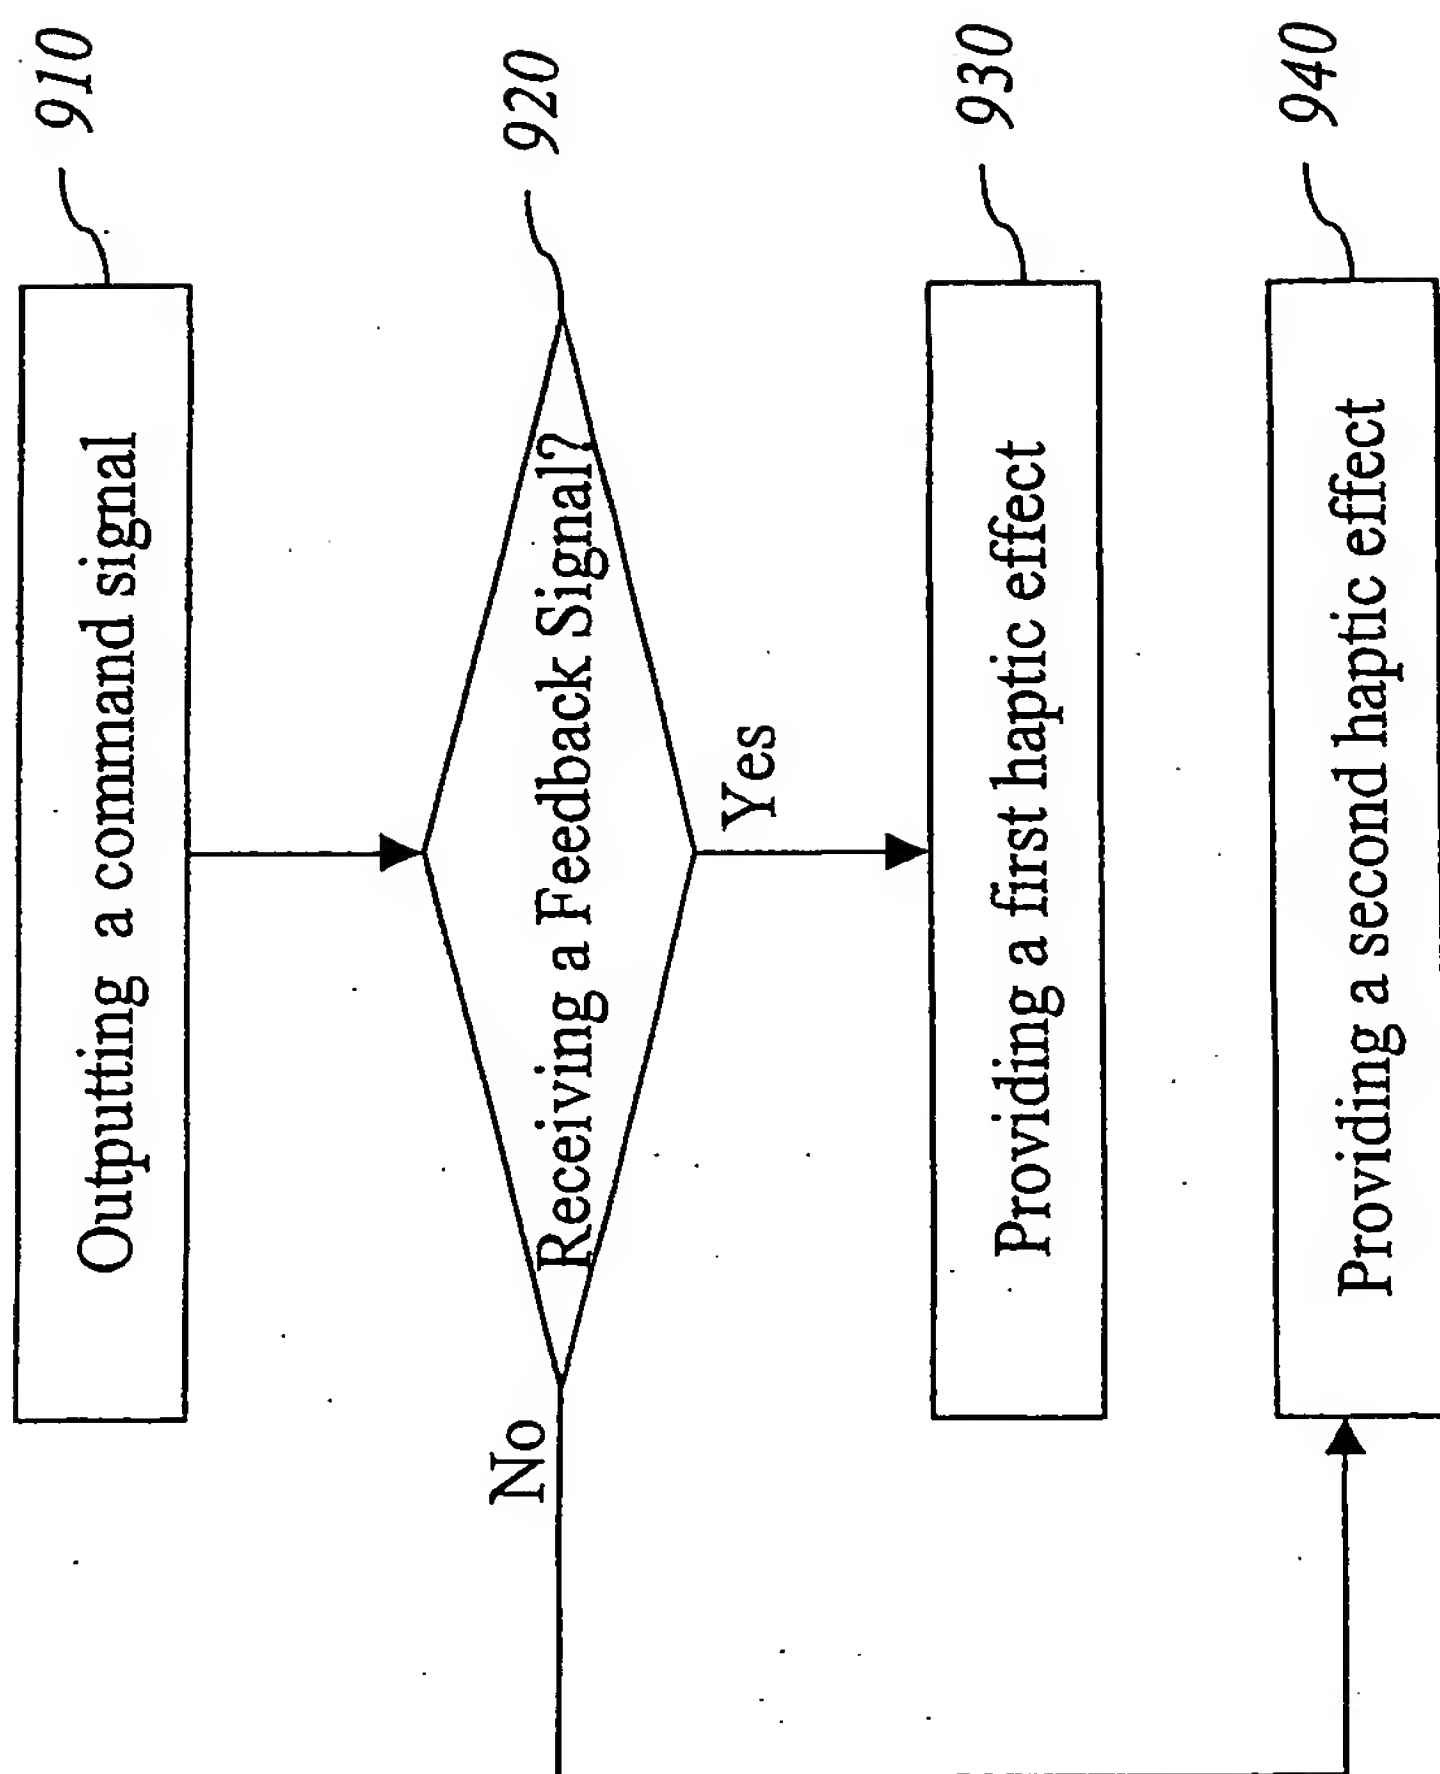 910
Outputting a command signal
920
Receiving a Feedback Signal?
No
Yes
930
Providing a first haptic effect
940
Providing a second haptic effect